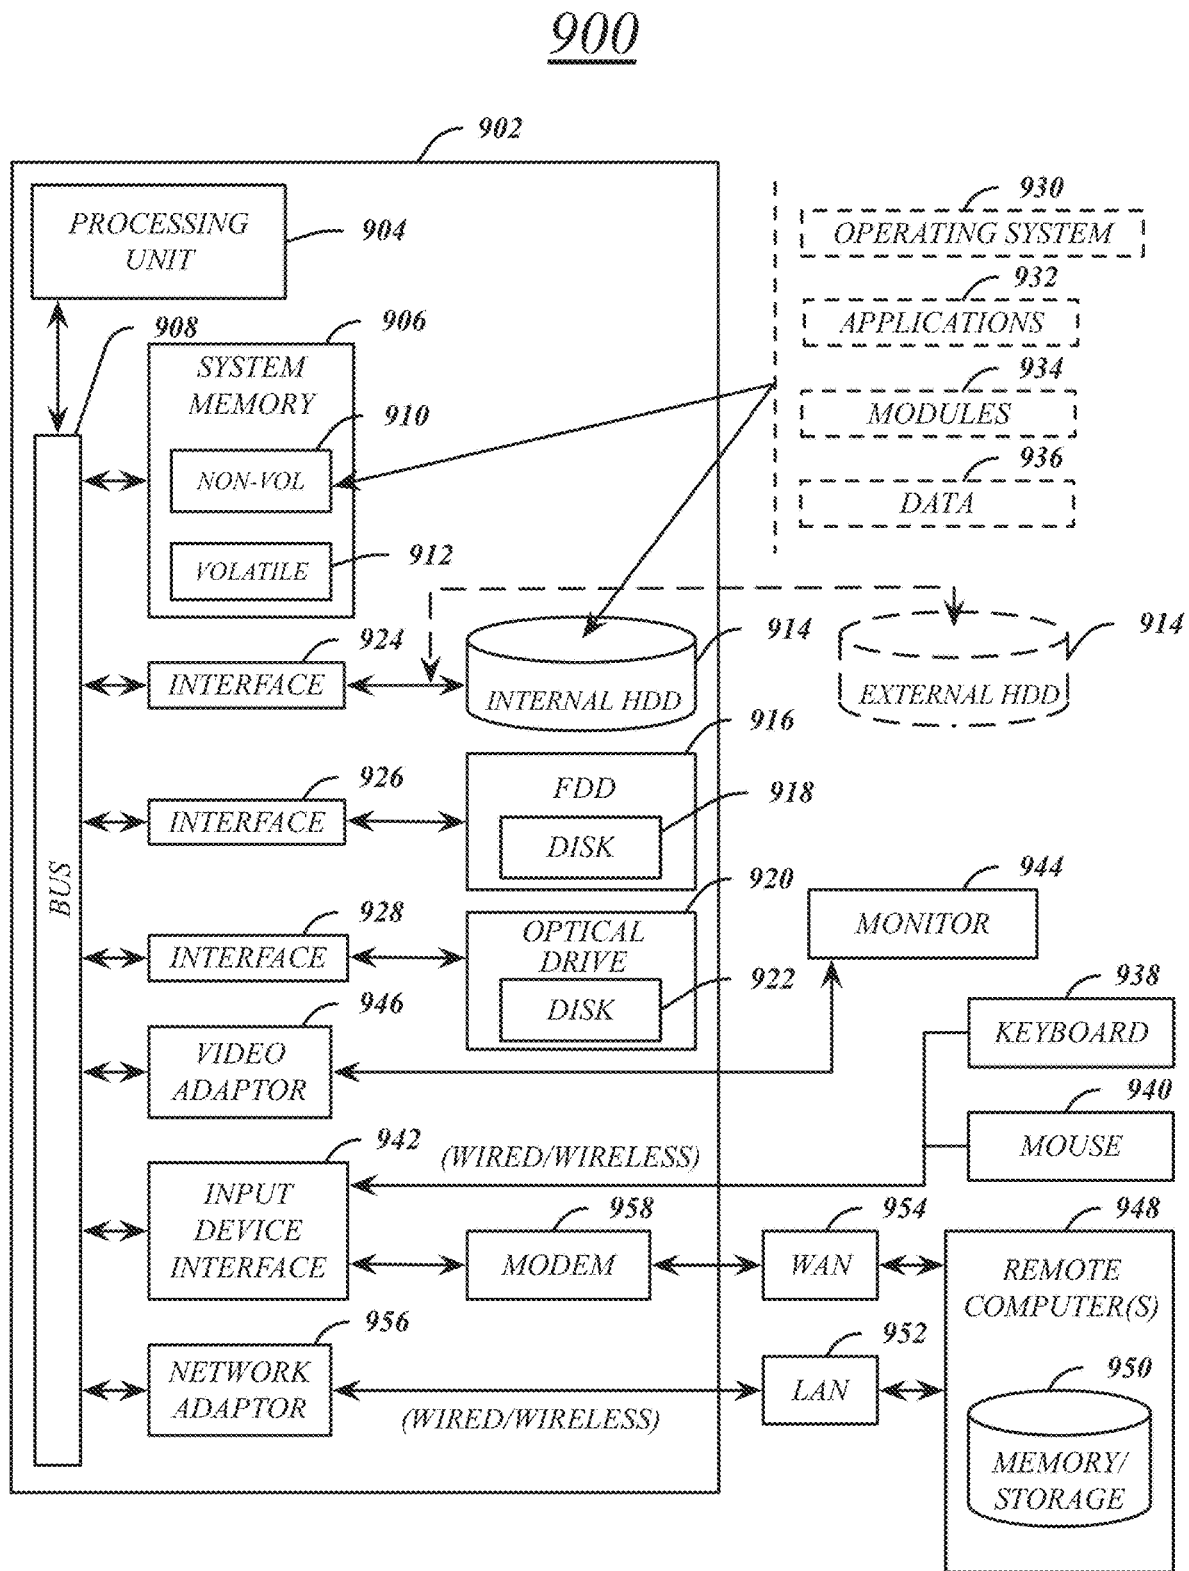 900
902
PROCESSING
UNIT
904
908
906
SYSTEM
MEMORY
910
NON-VOL
912
VOLATILE
930
OPERATING SYSTEM
932
APPLICATIONS
934
MODULES
936
DATA
924
INTERFACE
914
INTERNAL HDD
914
EXTERNAL HDD
916
926
INTERFACE
FDD
918
DISK
BUS
920
928
INTERFACE
OPTICAL
DRIVE
922
DISK
944
MONITOR
946
VIDEO
ADAPTOR
938
KEYBOARD
940
MOUSE
942
(WIRED/WIRELESS)
INPUT
DEVICE
INTERFACE
958
MODEM
954
WAN
948
REMOTE
COMPUTER(S)
956
NETWORK
ADAPTOR
(WIRED/WIRELESS)
952
LAN
950
MEMORY/
STORAGE